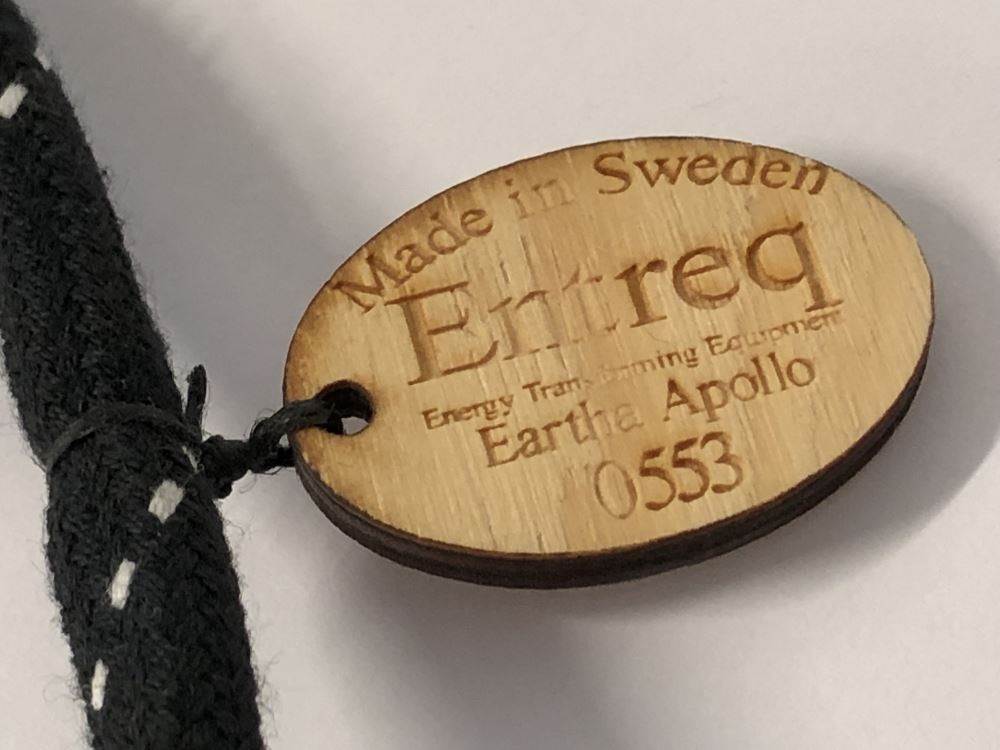 Made in Sweden
Entreq
Energy Transforming Equipment
Eartha Apollo
0553